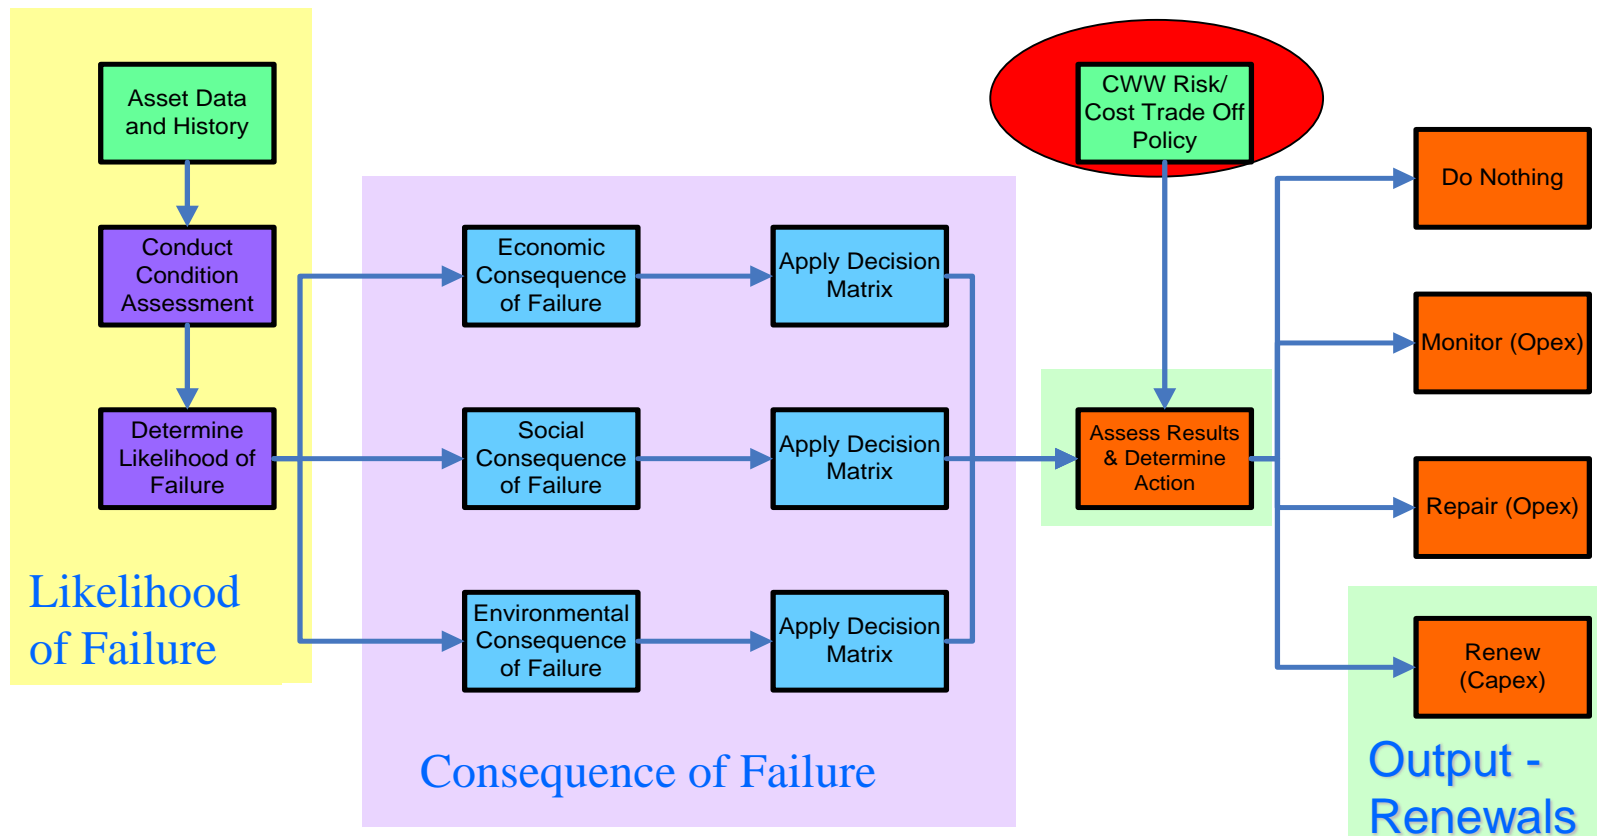 Asset Data
and History
Conduct
Condition
Assessment
Determine
Likelihood of
Failure
Likelihood
of Failure
Economic
Consequence
of Failure
Apply Decision
Matrix
Social
Consequence
of Failure
Apply Decision
Matrix
Environmental
Consequence
of Failure
Apply Decision
Matrix
Consequence of Failure
CWW Risk/
Cost Trade Off
Policy
Assess Results
& Determine
Action
Do Nothing
Monitor (Opex)
Repair (Opex)
Renew
(Capex)
Output -
Renewals